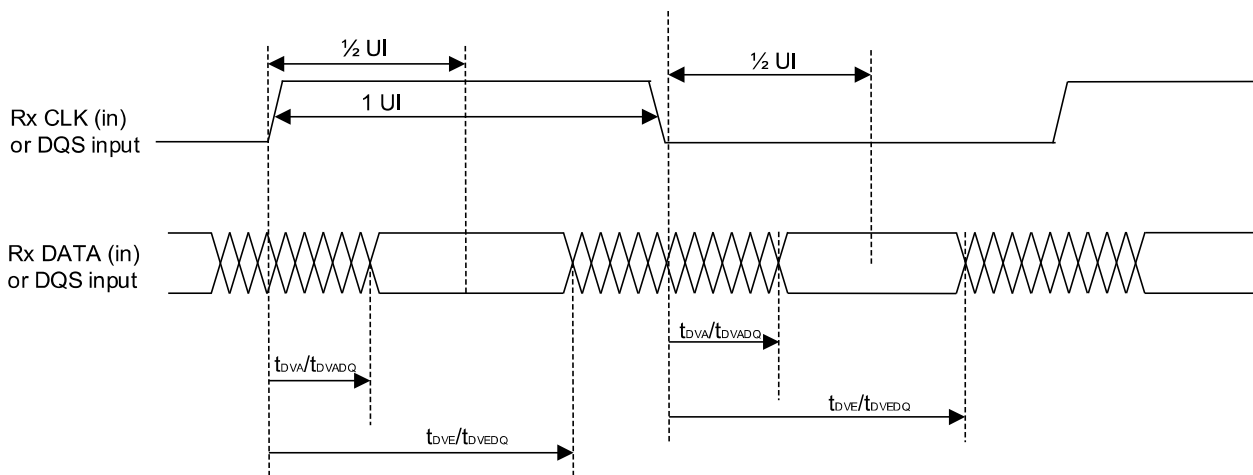 ½ UI
½ UI
1 UI
Rx CLK (in)
or DQS input
Rx DATA (in)
or DQS input
tDVA/tDVADQ
tDVA/tDVADQ
tDVE/tDVEDQ
tDVE/tDVEDQ